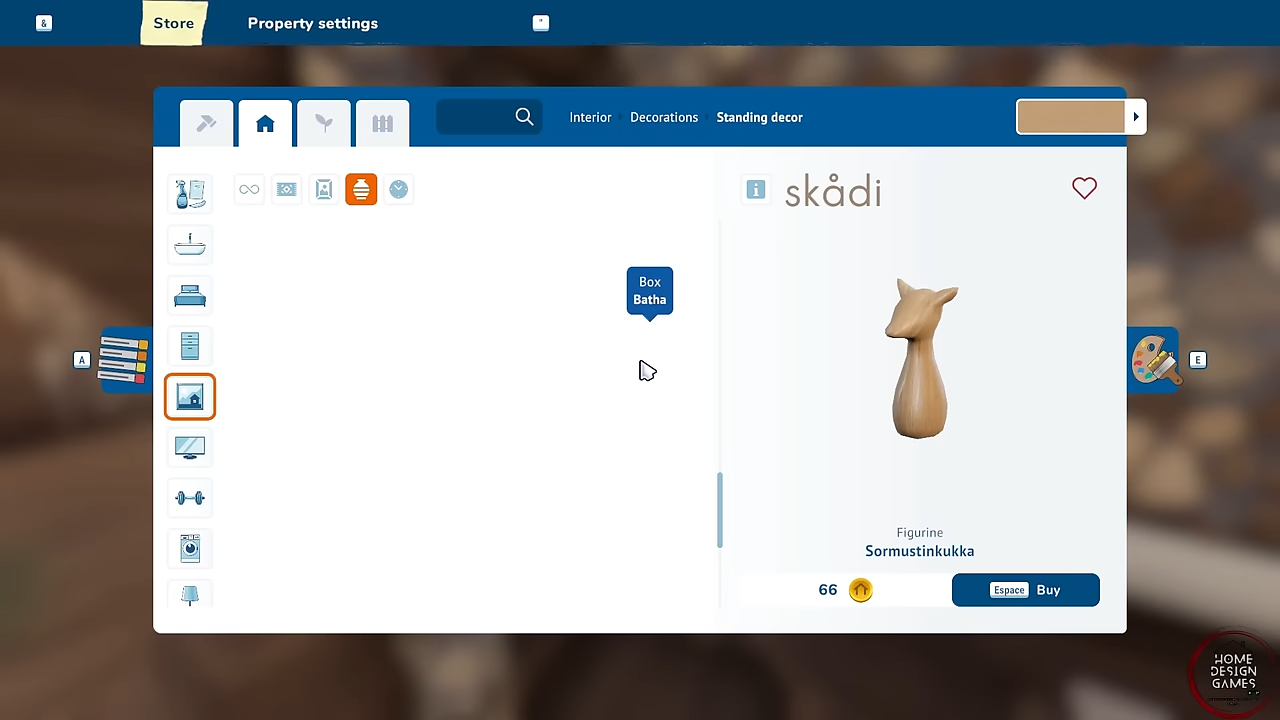 &
Store
Property settings
"
Interior
Decorations
Standing decor
skådi
Box
Batha
A
E
Figurine
Sormustinkukka
66
Espace
Buy
HOME
DESIGN
GAMES